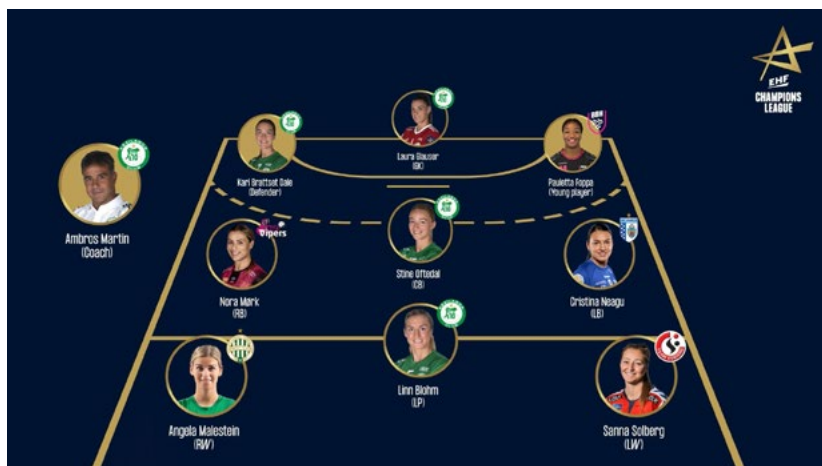 EHF
CHAMPIONS
LEAGUE
Laura Glauser
(GK)
Kari Brattset Dale
(Defender)
Pauletta Foppa
(Young player)
Ambros Martín
(Coach)
Vipers
Nora Mørk
(RB)
Stine Oftedal
(CB)
Cristina Neagu
(LB)
Linn Blohm
(LP)
Angela Malestein
(RW)
Sanna Solberg
(LW)